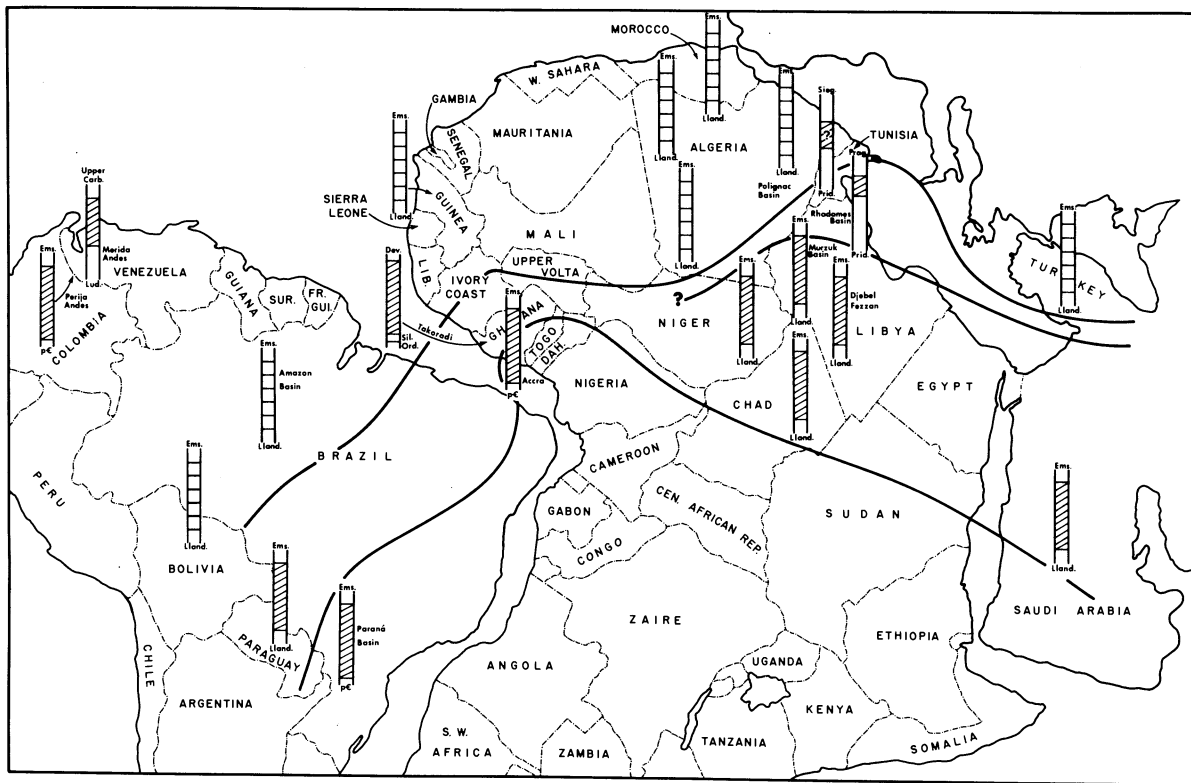 MOROCCO
Ems.
Lland.
W. SAHARA
Ems.
Lland.
Ems.
Lland.
Sieg.
?
Prid.
GAMBIA
SENEGAL
MAURITANIA
ALGERIA
TUNISIA
Ems.
Lland.
Polignac
Basin
Prag.
Prid.
Rhadames
Basin
Upper
Carb.
Lud.
Merida
Andes
SIERRA
LEONE
GUINEA
MALI
Ems.
Lland.
Ems.
Lland.
Murzuk
Basin
Ems.
Lland.
TURKEY
Ems.
p€
Perija
Andes
VENEZUELA
GUIANA
SUR.
FR.
GUI.
COLOMBIA
Dev.
Sil.
Ord.
Takoradi
LIB.
IVORY
COAST
UPPER
VOLTA
GHANA
TOGO
DAH.
Ems.
p€
Accra
?
NIGER
Ems.
Lland.
Ems.
Lland.
Djebel
Fezzan
LIBYA
EGYPT
Ems.
Lland.
Amazon
Basin
NIGERIA
CHAD
Ems.
Lland.
BRAZIL
CAMEROON
CEN. AFRICAN REP.
SUDAN
PERU
Ems.
Lland.
BOLIVIA
GABON
CONGO
Ems.
Lland.
SAUDI ARABIA
Ems.
Lland.
PARAGUAY
Ems.
p€
Paraná
Basin
ZAIRE
ETHIOPIA
CHILE
ARGENTINA
ANGOLA
UGANDA
KENYA
S.W.
AFRICA
ZAMBIA
TANZANIA
SOMALIA